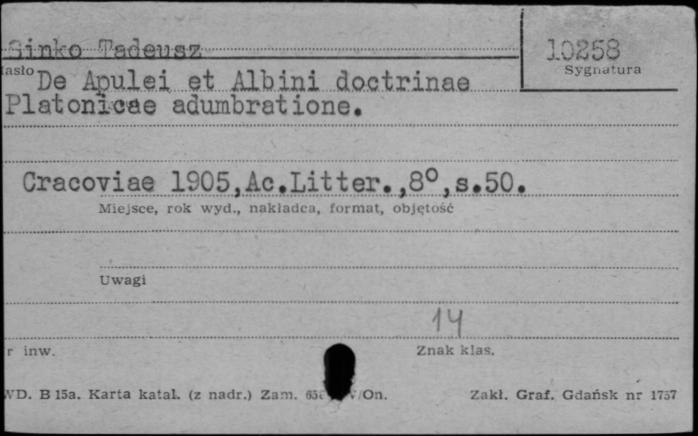 Sinko Tadeusz
10258
asło
Sygnatura
De Apulei et Albini doctrinae
Platonicae adumbratione.
Cracoviae 1905,Ac.Litter.,8°,s.50.
Miejsce, rok wyd., nakładca, format, objętość
Uwagi
14
r inw.
Znak klas.
WD. B 15a. Karta katal. (z nadr.) Zam. V/On.
Zakł. Graf. Gdańsk nr 1757